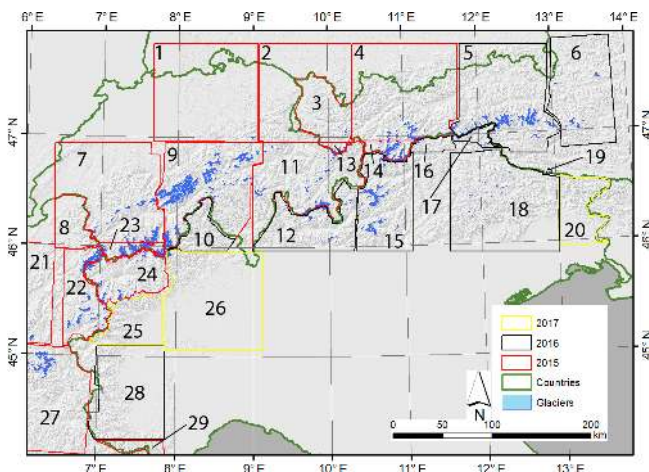 6°E 7°E 8°E 9°E 10°E 11°E 12°E 13°E 14°E
1 2 4 5 6
3
47°N 47°N
7 9 11 13 14 16 19
17
8 23 10 12 15 18 20
46°N 46°N
21 22 24
26
25
45°N 45°N
28
27 29
2017
2016
2015
Countries
Glaciers
N
0 50 100 200
km
7°E 8°E 9°E 10°E 11°E 12°E 13°E